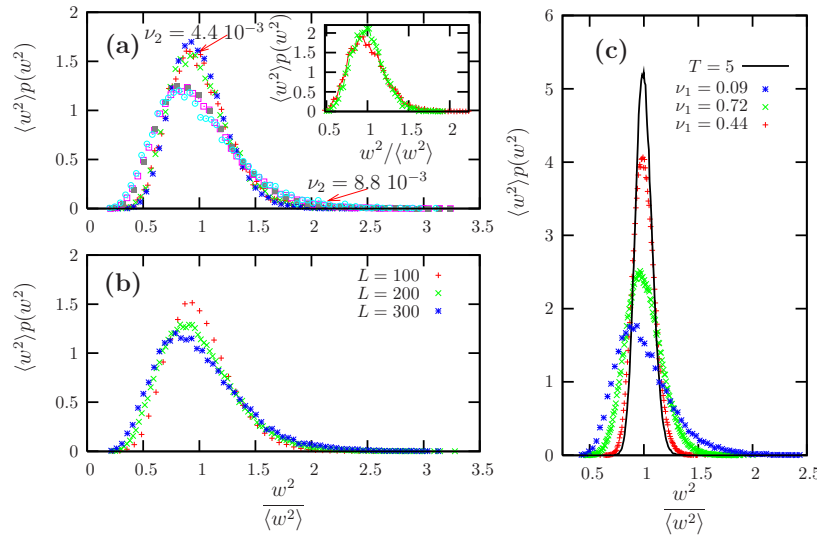 (a)
ν₂ = 4.4 10⁻³
ν₂ = 8.8 10⁻³
⟨w²⟩p(w²)
0
0.5
1
1.5
2
0 0.5 1 1.5 2 2.5 3 3.5
⟨w²⟩p(w²)
0
0.5
1
1.5
2
0.5 1.0 1.5 2.0
w²/⟨w²⟩
(b)
L = 100
L = 200
L = 300
⟨w²⟩p(w²)
0
0.5
1
1.5
2
0 0.5 1 1.5 2 2.5 3 3.5
w²
⟨w²⟩
(c)
T = 5
ν₁ = 0.09
ν₁ = 0.72
ν₁ = 0.44
⟨w²⟩p(w²)
0
1
2
3
4
5
6
0.5 1 1.5 2 2.5
w²
⟨w²⟩